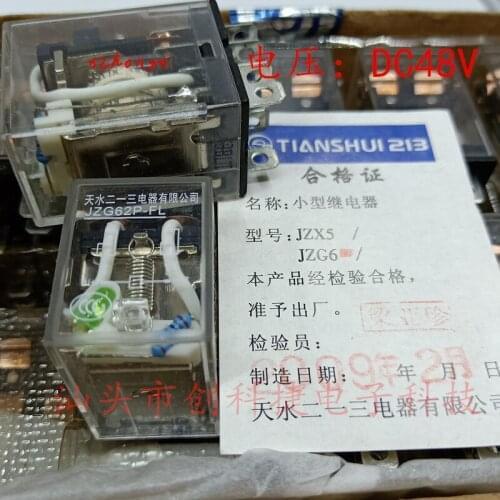 电压：DC48V
TIANSHUI 213
合格证
名称：小型继电器
型号：JZX5 /
JZG6 /
本产品经检验合格，
准予出厂。
检验员：
制造日期： 年 月 日
天水二一三电器有限公司
天水二一三电器有限公司
JZG62P-FL
汕头市创科捷电子科技